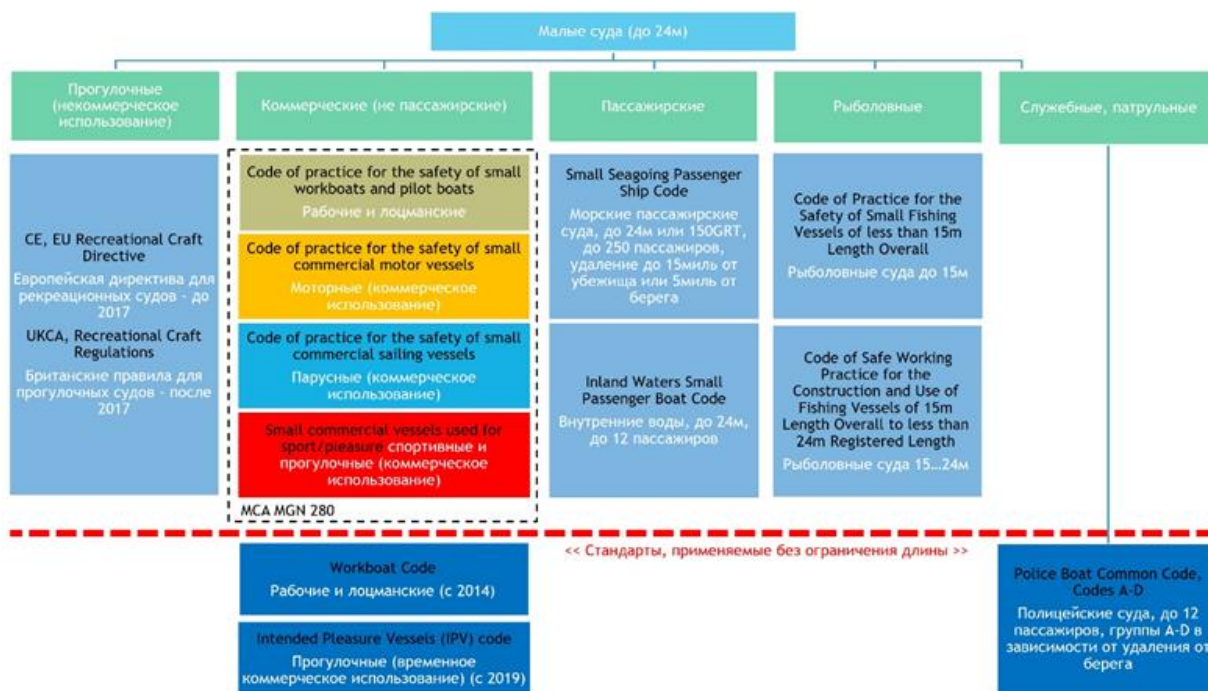 Малые суда (до 24м)
Прогулочные
(некоммерческое
использование)
Коммерческие (не пассажирские)
Пассажирские
Рыболовные
Служебные, патрульные
CE, EU Recreational Craft
Directive
Европейская директива для
рекреационных судов - до
2017
UKCA, Recreational Craft
Regulations
Британские правила для
прогулочных судов - после
2017
Code of practice for the safety of small
workboats and pilot boats
Рабочие и лоцманские
Code of practice for the safety of small
commercial motor vessels
Моторные (коммерческое
использование)
Code of practice for the safety of small
commercial sailing vessels
Парусные (коммерческое
использование)
Small commercial vessels used for
sport/pleasure спортивные и
прогулочные (коммерческое
использование)
MCA MGN 280
Small Seagoing Passenger
Ship Code
Морские пассажирские
суда, до 24м или 150GRT,
до 250 пассажиров,
удаление до 15миль от
убежища или 5миль от
берега
Inland Waters Small
Passenger Boat Code
Внутренние воды, до 24м,
до 12 пассажиров
Code of Practice for the
Safety of Small Fishing
Vessels of less than 15m
Length Overall
Рыболовные суда до 15м
Code of Safe Working
Practice for the
Construction and Use of
Fishing Vessels of 15m
Length Overall to less than
24m Registered Length
Рыболовные суда 15...24м
<< Стандарты, применяемые без ограничения длины >>
Workboat Code
Рабочие и лоцманские (с 2014)
Intended Pleasure Vessels (IPV) code
Прогулочные (временное
коммерческое использование) (с 2019)
Police Boat Common Code,
Codes A-D
Полицейские суда, до 12
пассажиров, группы A-D в
зависимости от удаления от
берега